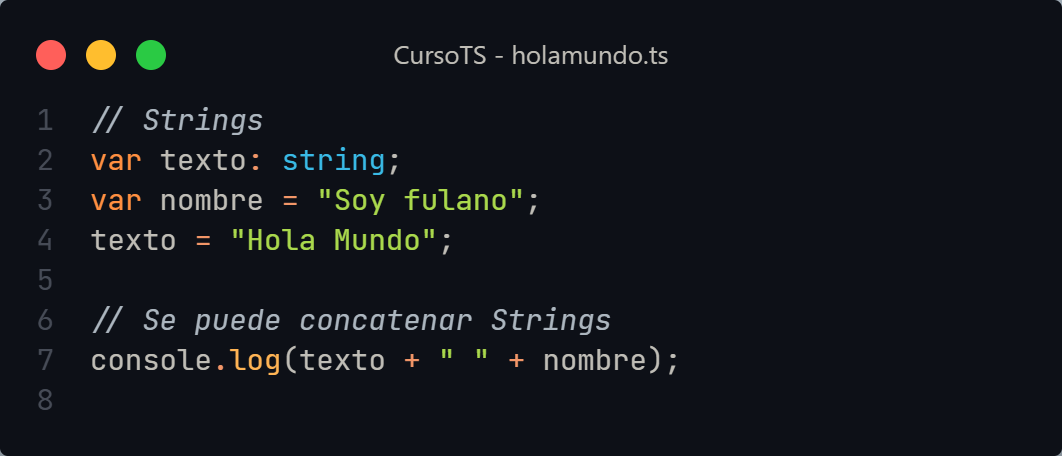 CursoTS - holamundo.ts
1 // Strings
2 var texto: string;
3 var nombre = "Soy fulano";
4 texto = "Hola Mundo";
5
6 // Se puede concatenar Strings
7 console.log(texto + " " + nombre);
8